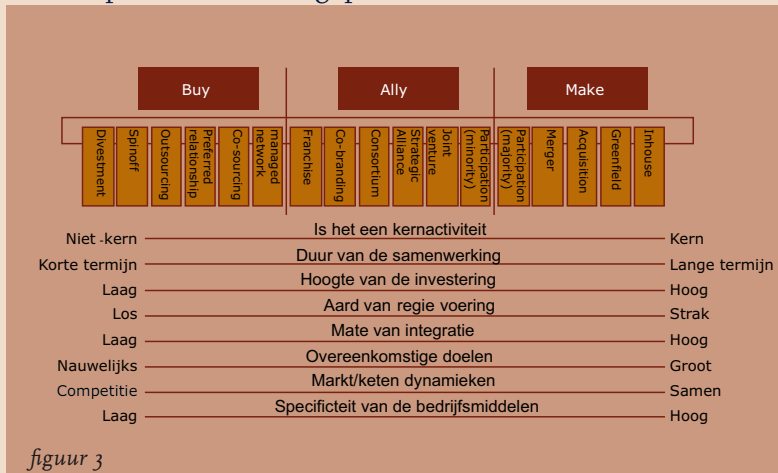 Buy
Ally
Make
Divestment
Spinoff
Outsourcing
Preferred
relationship
Co-sourcing
managed
network
Franchise
Co-branding
Consortium
Strategic
Alliance
Joint
venture
Participation
(minority)
Participation
(majority)
Merger
Acquisition
Greenfield
Inhouse
Niet-kern Is het een kernactiviteit Kern
Korte termijn Duur van de samenwerking Lange termijn
Laag Hoogte van de investering Hoog
Los Aard van regie voering Strak
Laag Mate van integratie Hoog
Nauwelijks Overeenkomstige doelen Groot
Competitie Markt/keten dynamieken Samen
Laag Specificteit van de bedrijfsmiddelen Hoog
figuur 3